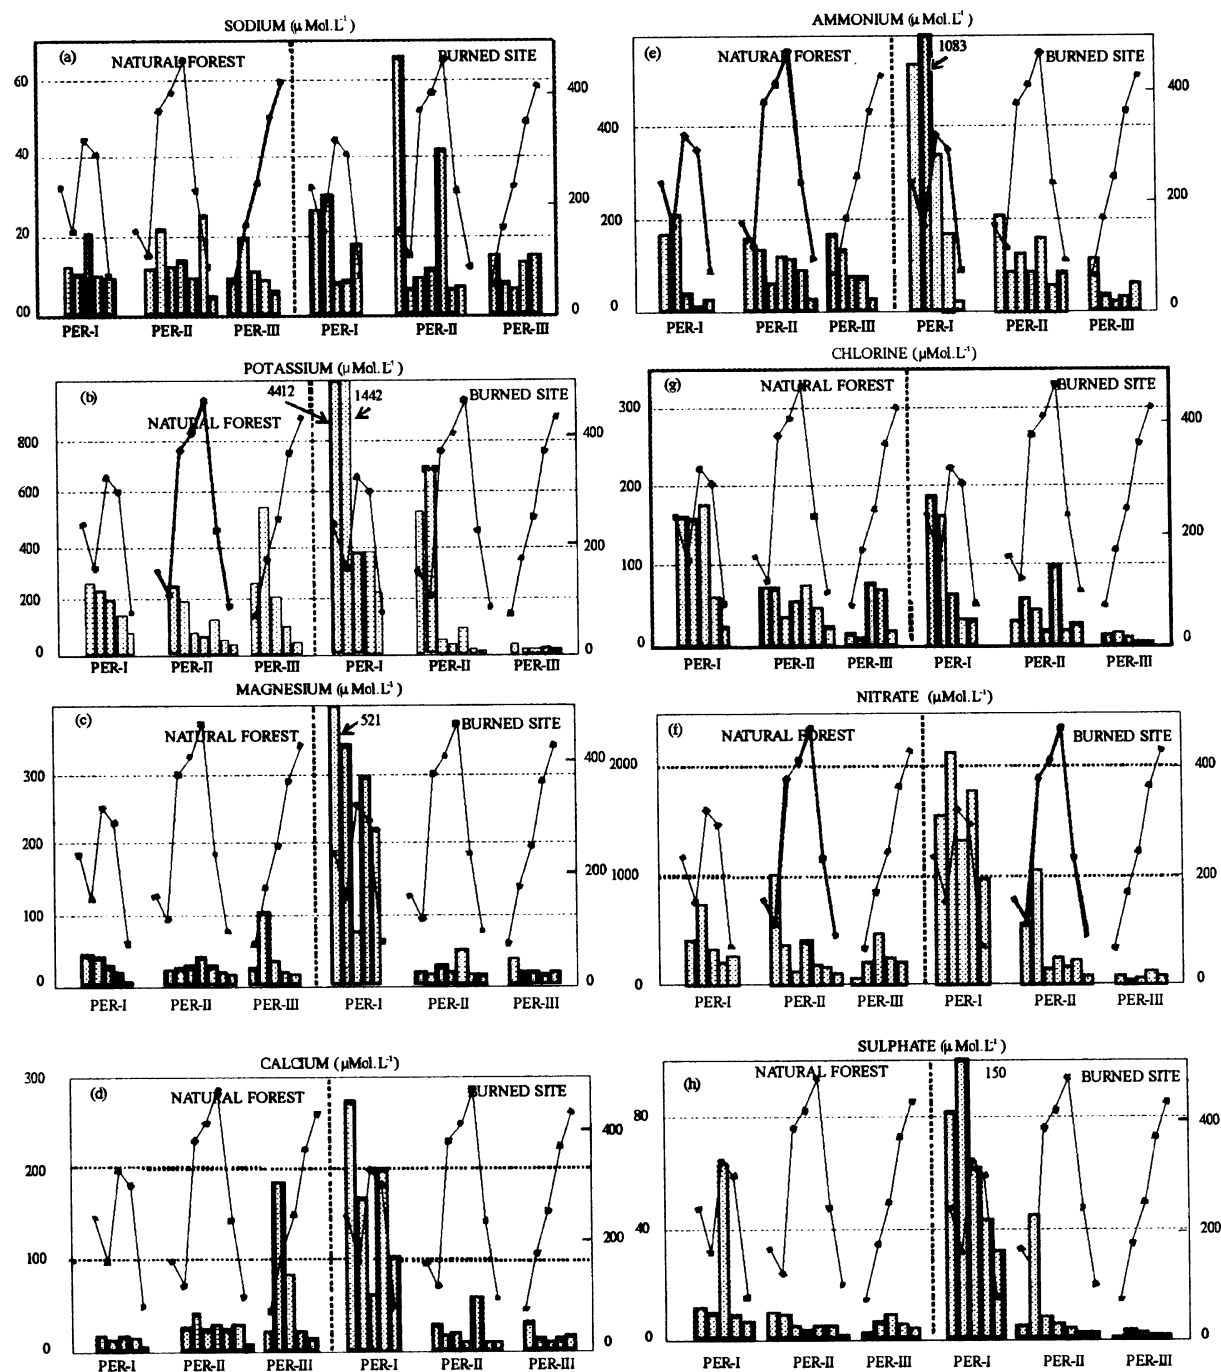 SODIUM (μ Mol.L⁻¹)
(a)
NATURAL FOREST
BURNED SITE
60
40
20
00
400
200
0
PER-I
PER-II
PER-III
PER-I
PER-II
PER-III
POTASSIUM (μMol.L⁻¹)
(b)
4412
1442
NATURAL FOREST
BURNED SITE
800
600
400
200
0
400
200
0
PER-I
PER-II
PER-III
PER-I
PER-II
PER-III
MAGNESIUM (μMol.L⁻¹)
(c)
521
NATURAL FOREST
BURNED SITE
300
200
100
0
400
200
0
PER-I
PER-II
PER-III
PER-I
PER-II
PER-III
CALCIUM (μMol.L⁻¹)
(d)
NATURAL FOREST
BURNED SITE
300
200
100
0
400
200
0
PER-I
PER-II
PER-III
PER-I
PER-II
PER-III
AMMONIUM (μ Mol.L⁻¹)
(e)
NATURAL FOREST
1083
BURNED SITE
400
200
0
400
200
0
PER-I
PER-II
PER-III
PER-I
PER-II
PER-III
CHLORINE (μMol.L⁻¹)
(g)
NATURAL FOREST
BURNED SITE
300
200
100
0
400
200
0
PER-I
PER-II
PER-III
PER-I
PER-II
PER-III
NITRATE (μMol.L⁻¹)
(f)
NATURAL FOREST
BURNED SITE
2000
1000
0
400
200
0
PER-I
PER-II
PER-III
PER-I
PER-II
PER-III
SULPHATE (μ Mol.L⁻¹)
(h)
NATURAL FOREST
150
BURNED SITE
80
40
0
400
200
0
PER-I
PER-II
PER-III
PER-I
PER-II
PER-III